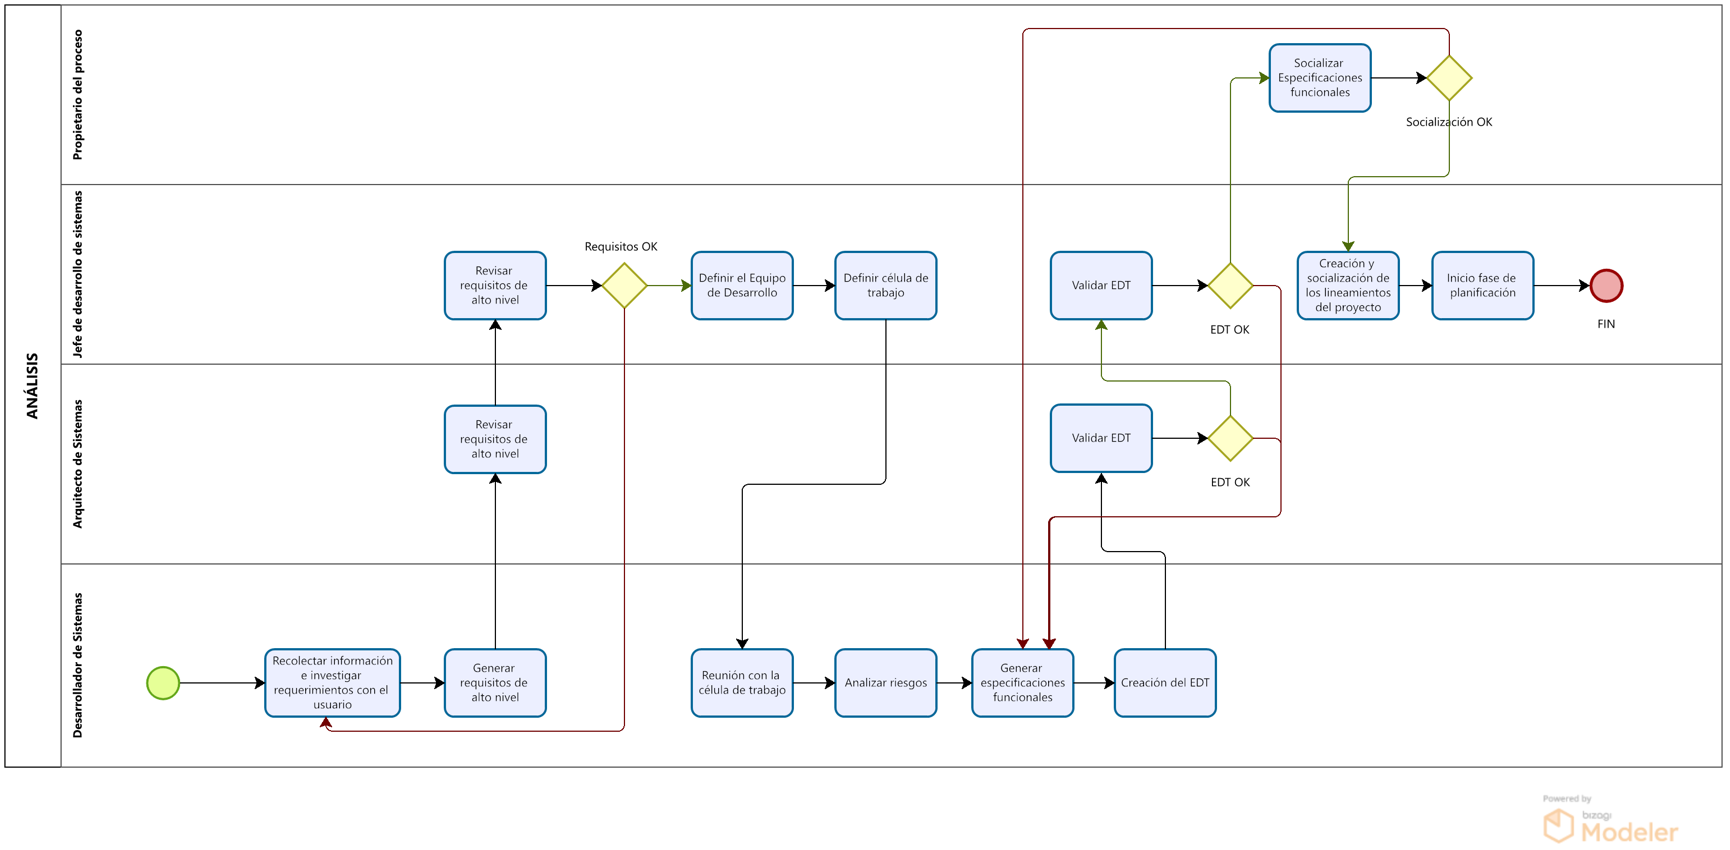 ANÁLISIS
Propietario del proceso
Socializar
Especificaciones
funcionales
Socialización OK
Jefe de desarrollo de sistemas
Revisar
requisitos de
alto nivel
Requisitos OK
Definir el Equipo
de Desarrollo
Definir célula de
trabajo
Validar EDT
EDT OK
Creación y
socialización de
los lineamientos
del proyecto
Inicio fase de
planificación
FIN
Arquitecto de Sistemas
Revisar
requisitos de
alto nivel
Validar EDT
EDT OK
Desarrollador de Sistemas
Recolectar información
e investigar
requerimientos con el
usuario
Generar
requisitos de
alto nivel
Reunión con la
célula de trabajo
Analizar riesgos
Generar
especificaciones
funcionales
Creación del EDT
Powered by
bizagi
Modeler